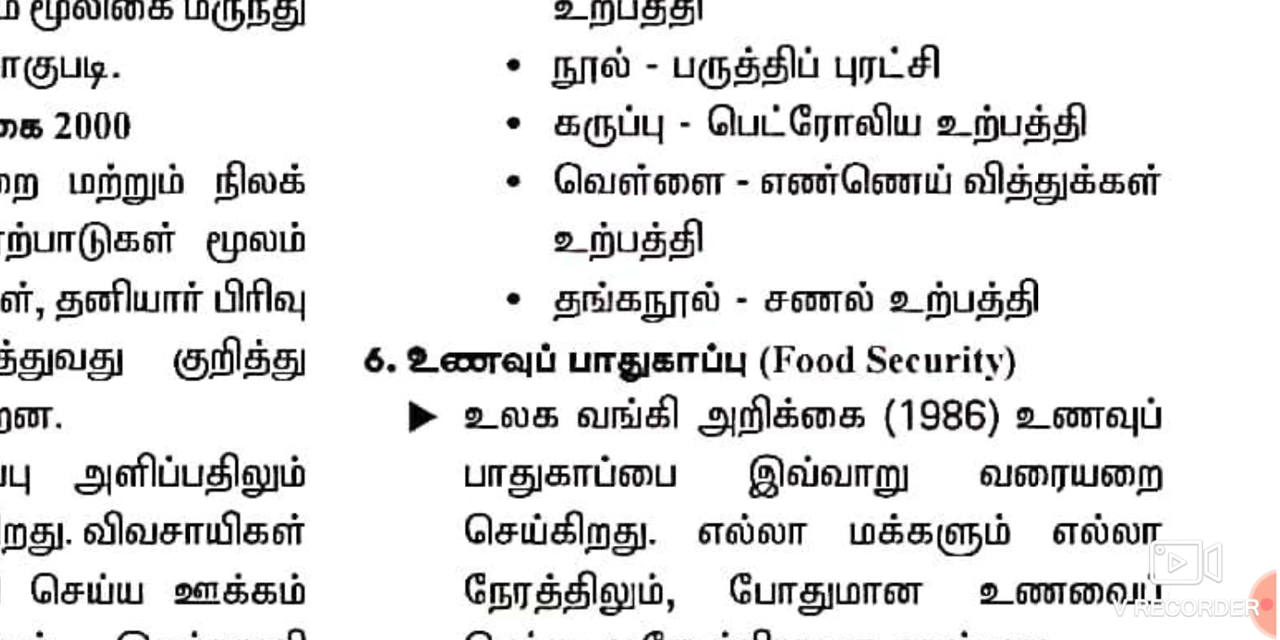 மூலிகை மருந்து
ாகுபடி.
கை 2000
றை மற்றும் நிலக்
ற்பாடுகள் மூலம்
ள், தனியார் பிரிவு
த்துவது குறித்து
றன.
பு அளிப்பதிலும்
றது. விவசாயிகள்
செய்ய ஊக்கம்
உற்பத்தி
• நூல் - பருத்திப் புரட்சி
• கருப்பு - பெட்ரோலிய உற்பத்தி
• வெள்ளை - எண்ணெய் வித்துக்கள்
உற்பத்தி
• தங்கநூல் - சணல் உற்பத்தி
6. உணவுப் பாதுகாப்பு (Food Security)
▶ உலக வங்கி அறிக்கை (1986) உணவுப்
பாதுகாப்பை இவ்வாறு வரையறை
செய்கிறது. எல்லா மக்களும் எல்லா
நேரத்திலும், போதுமான உணவைப்
V RECORDER